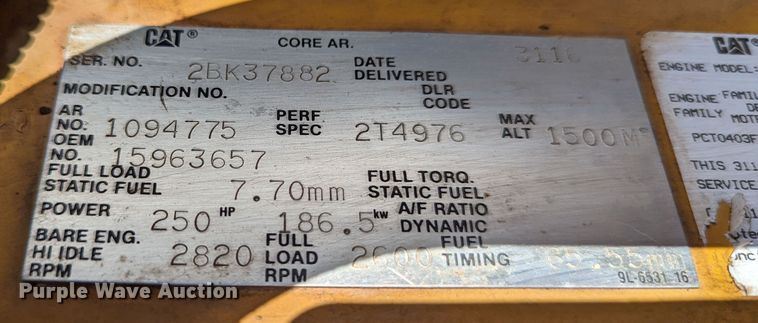 CAT® CORE AR. 3116
SER. NO. 2BK37882 DATE DELIVERED
MODIFICATION NO. DLR CODE
AR NO. 1094775 PERF SPEC 2T4976 MAX ALT 1500M
OEM NO. 15963657
FULL LOAD STATIC FUEL 7.70mm FULL TORQ. STATIC FUEL
POWER 250 HP 186.5 kw A/F RATIO DYNAMIC
BARE ENG. HI IDLE RPM 2820 FULL LOAD RPM 2600 FUEL TIMING
9L-6531 16
CAT®
ENGINE MODEL:
ENGINE FAMIL
FAMILY MOTE
PCT0403F
THIS 311
SERVICE
Purple Wave Auction